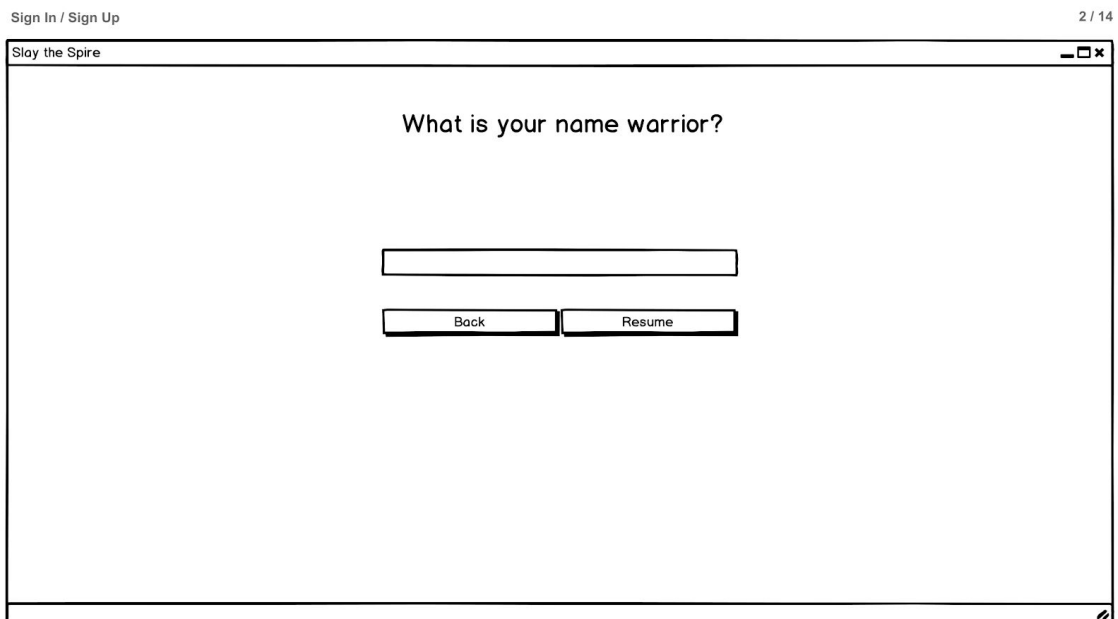 Sign In / Sign Up 2 / 14
Slay the Spire
What is your name warrior?
Back Resume